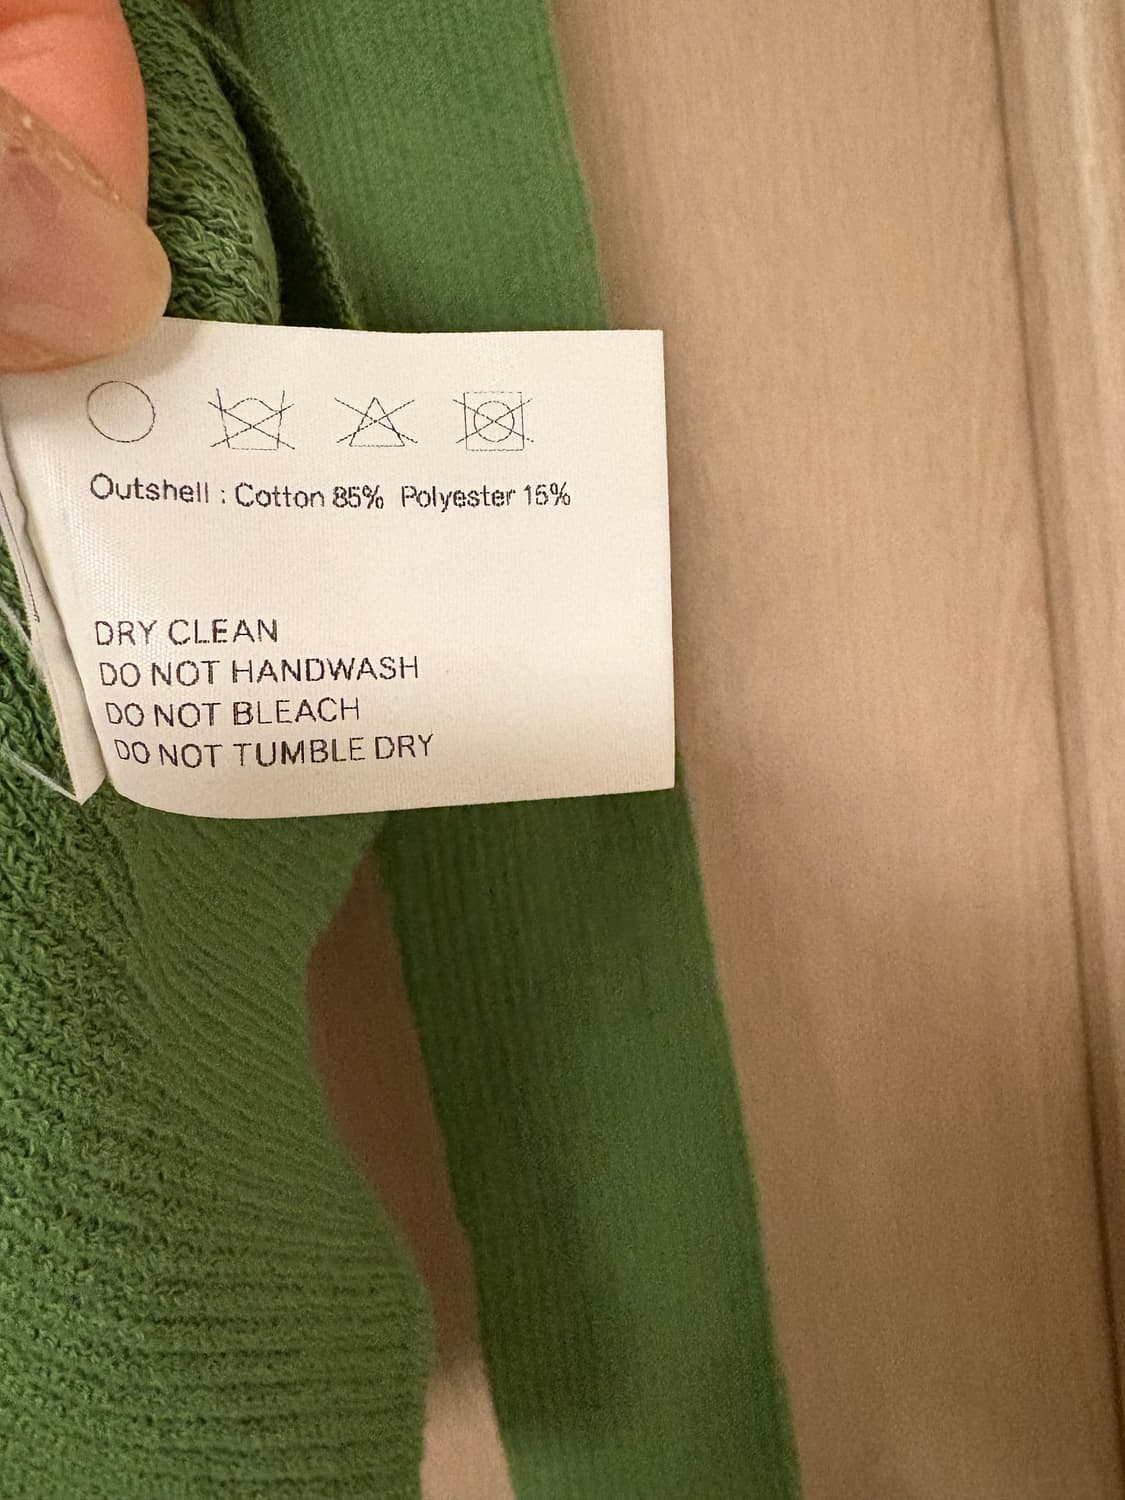 Outshell : Cotton 85% Polyester 15%
DRY CLEAN
DO NOT HANDWASH
DO NOT BLEACH
DO NOT TUMBLE DRY